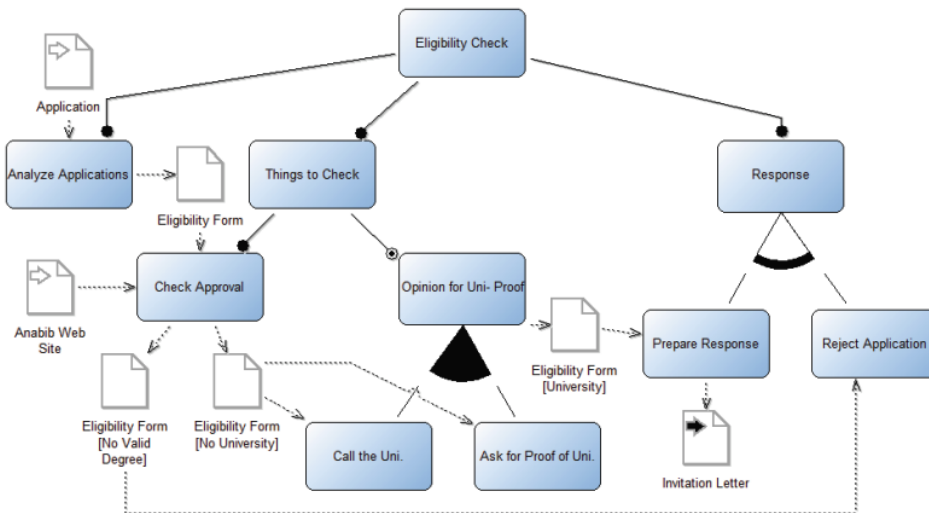 Eligibility Check
Application
Analyze Applications
Things to Check
Response
Eligibility Form
Check Approval
Opinion for Uni- Proof
Anabib Web
Site
Prepare Response
Reject Application
Eligibility Form
[University]
Eligibility Form
[No Valid
Degree]
Eligibility Form
[No University]
Call the Uni.
Ask for Proof of Uni.
Invitation Letter